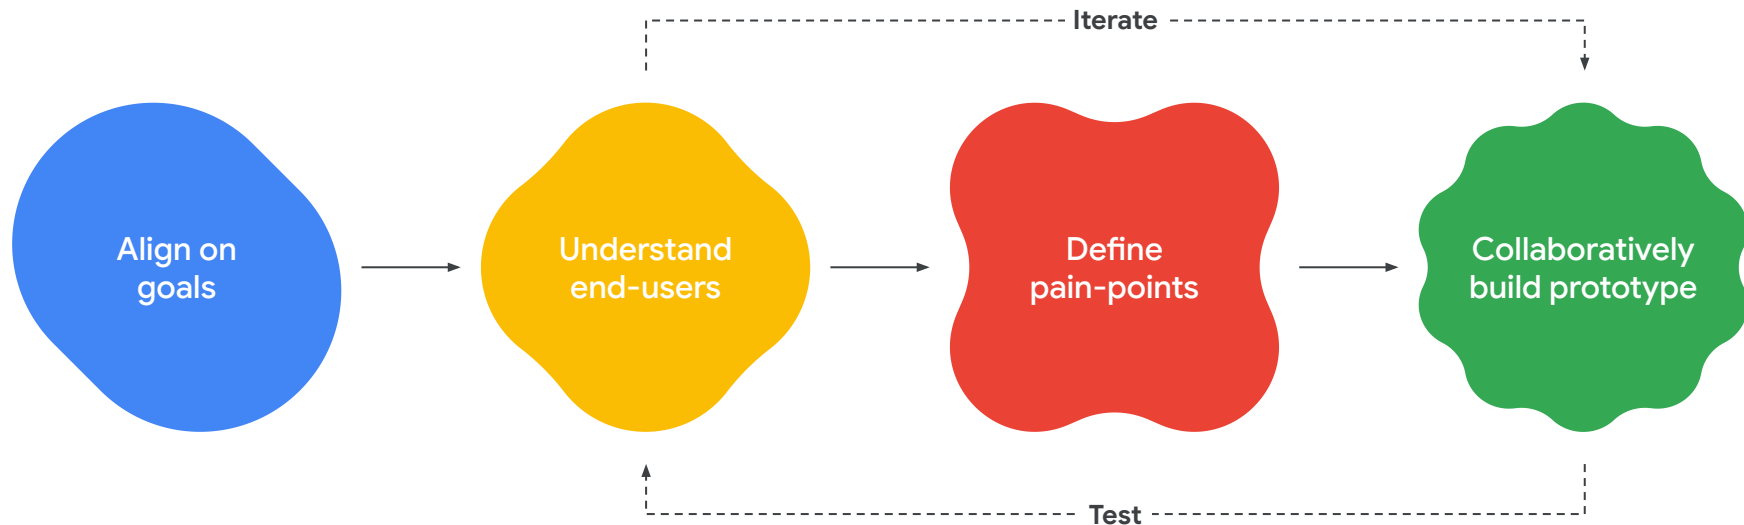 Iterate
Align on
goals
Understand
end-users
Define
pain-points
Collaboratively
build prototype
Test